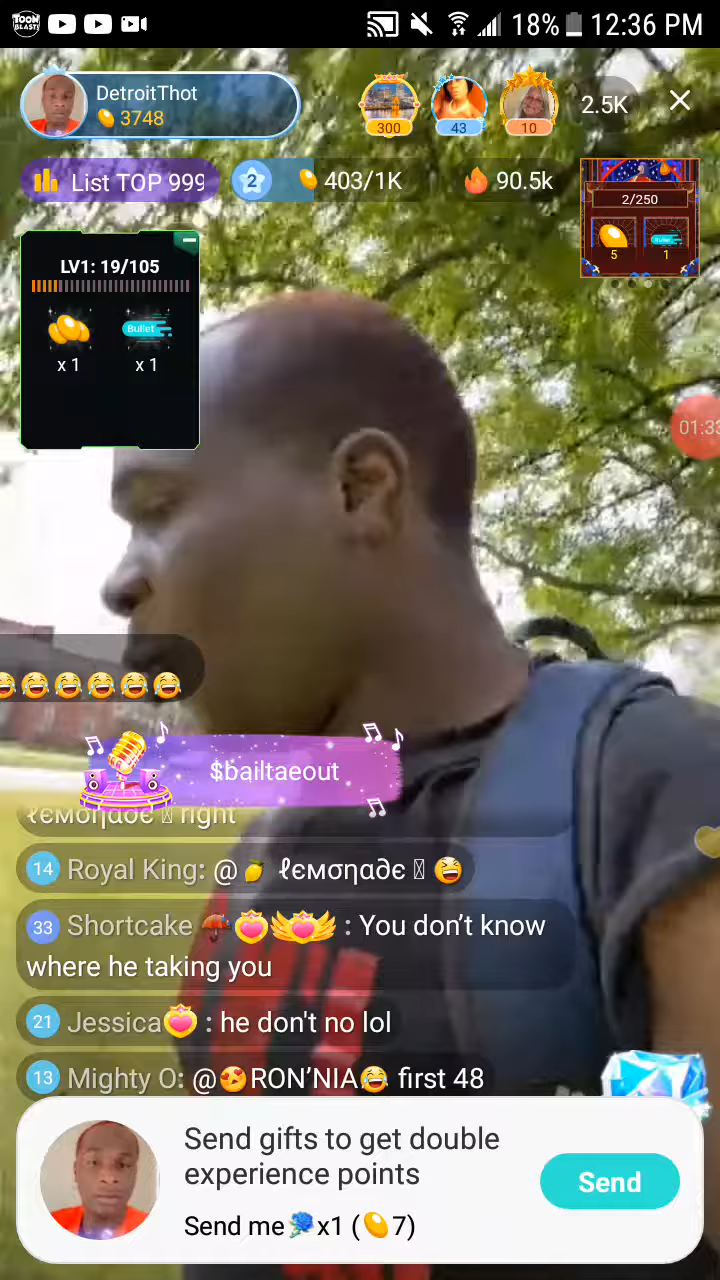 TOON
BLAST!
18% 12:36 PM
DetroitThot
3748
300
43
10
2.5K
List TOP 999
2
403/1K
90.5k
2/250
5
1
LV1: 19/105
Bullet
x 1
x 1
01:33
😂😂😂😂😂
$bailtaeout
ℓємσηα∂є right
14 Royal King: @🍋 ℓємσηα∂є 😆
33 Shortcake ☂️ : You don’t know
where he taking you
21 Jessica : he don't no lol
13 Mighty O: @😍RON’NIA😂 first 48
Send gifts to get double
experience points
Send
Send me x1 ( 7)